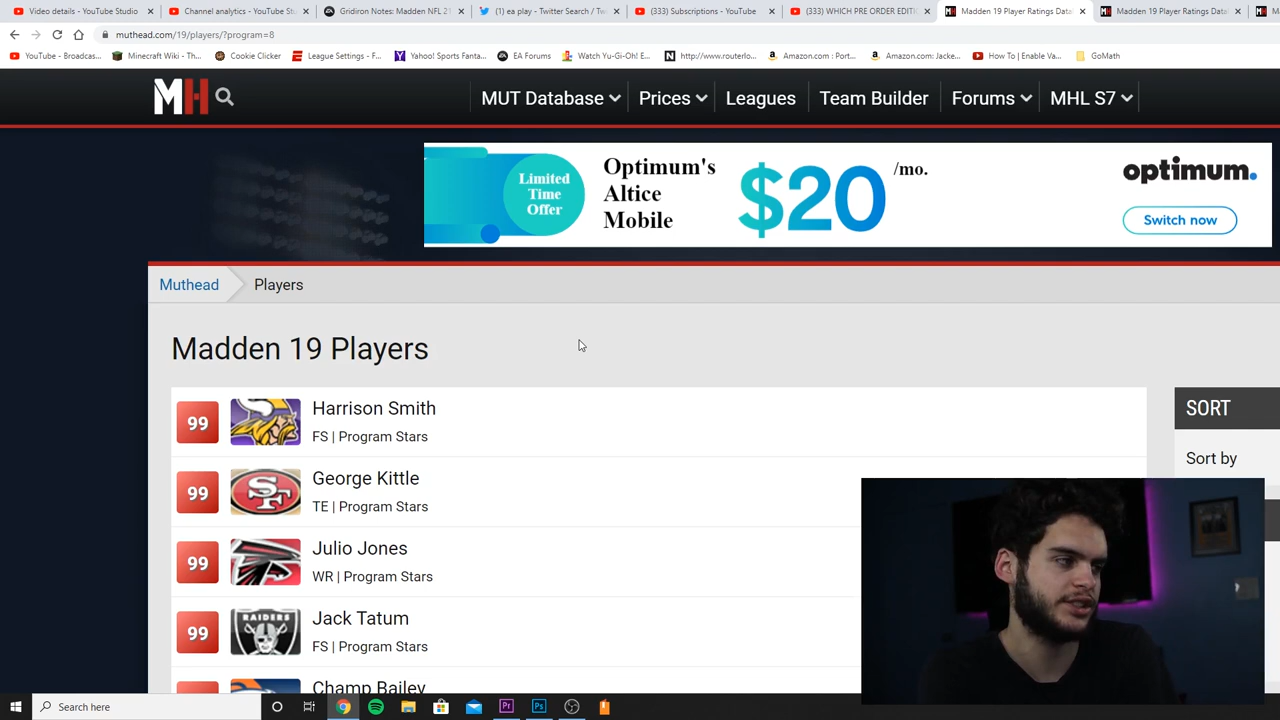 Video details - YouTube Studio
Channel analytics - YouTube Stu
Gridiron Notes: Madden NFL 21
(1) ea play - Twitter Search / Tw
(333) Subscriptions - YouTube
(333) WHICH PRE ORDER EDITI
Madden 19 Player Ratings Data
Madden 19 Player Ratings Data
muthead.com/19/players/?program=8
YouTube - Broadcas...
Minecraft Wiki - Th...
Cookie Clicker
League Settings - F...
Yahoo! Sports Fanta...
EA Forums
Watch Yu-Gi-Oh! E...
http://www.routerlo...
Amazon.com : Port...
Amazon.com: Jacke...
How To | Enable Va...
GoMath
MH
MUT Database
Prices
Leagues
Team Builder
Forums
MHL S7
Limited
Time
Offer
Optimum's
Altice
Mobile
$20 /mo.
optimum.
Switch now
Muthead
Players
Madden 19 Players
99
Harrison Smith
FS | Program Stars
99
George Kittle
TE | Program Stars
99
Julio Jones
WR | Program Stars
99
RAIDERS
Jack Tatum
FS | Program Stars
Champ Bailey
SORT
Sort by
Search here